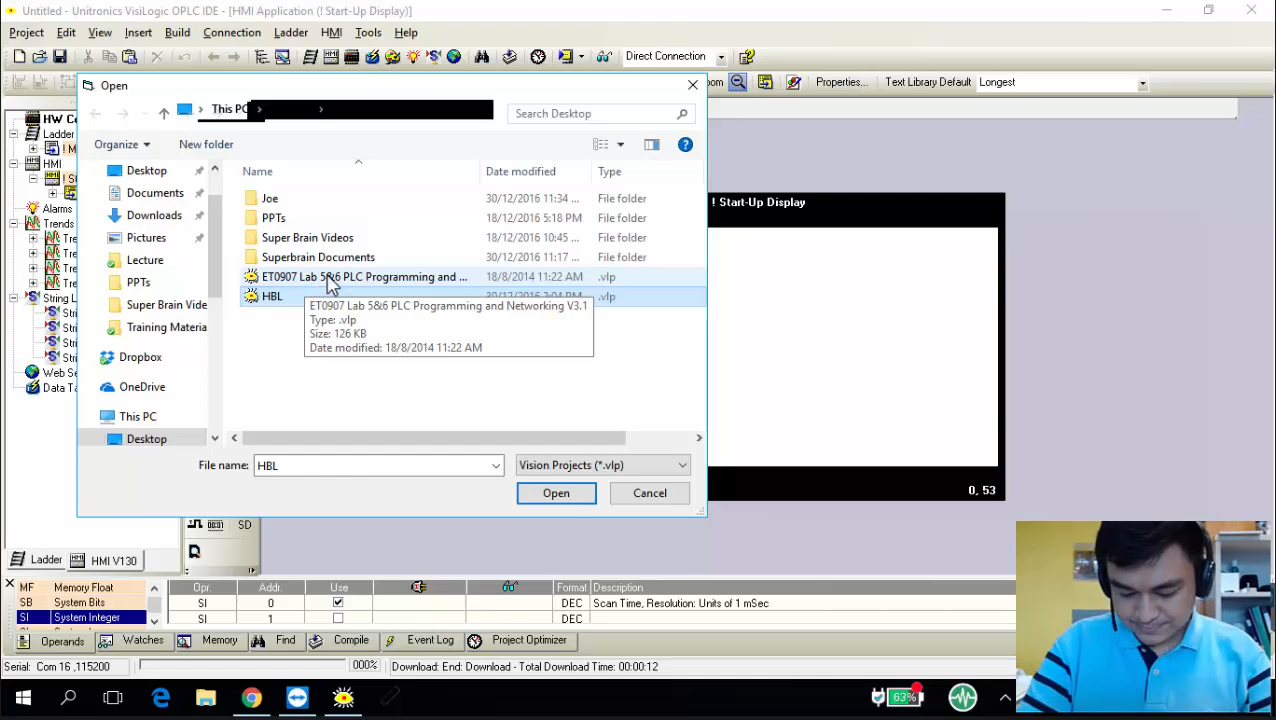 Untitled - Unitronics VisiLogic OPLC IDE - [HMI Application (! Start-Up Display)]
Project Edit View Insert Build Connection Ladder HMI Tools Help
Direct Connection
Open
oom Properties... Text Library Default Longest
HW Co
This PC
Search Desktop
Ladder
Organize New folder
HMI
Name Date modified Type
Desktop
Documents
Joe 30/12/2016 11:34 ... File folder
Downloads
PPTs 18/12/2016 5:18 PM File folder
Alarms
Pictures
Super Brain Videos 18/12/2016 10:45 ... File folder
Trends
Lecture
Superbrain Documents 30/12/2016 11:17 ... File folder
PPTs
ET0907 Lab 5&6 PLC Programming and ... 18/8/2014 11:22 AM .vlp
String L
Super Brain Vide
HBL 30/12/2016 2:04 PM .vlp
ET0907 Lab 5&6 PLC Programming and Networking V3.1
Type: .vlp
Size: 126 KB
Date modified: 18/8/2014 11:22 AM
Training Materia
Dropbox
Web Se
Data Ta
OneDrive
This PC
Desktop
! Start-Up Display
File name: HBL Vision Projects (*.vlp)
Open Cancel
0, 53
SD
Ladder HMI V130
MF Memory Float
SB System Bits
SI System Integer
Opr. Addr. Use Format Description
SI 0 DEC Scan Time, Resolution: Units of 1 mSec
SI 1 DEC
Operands Watches Memory Find Compile Event Log Project Optimizer
Serial: Com 16 ,115200 000% Download: End: Download - Total Download Time: 00:00:12
63%